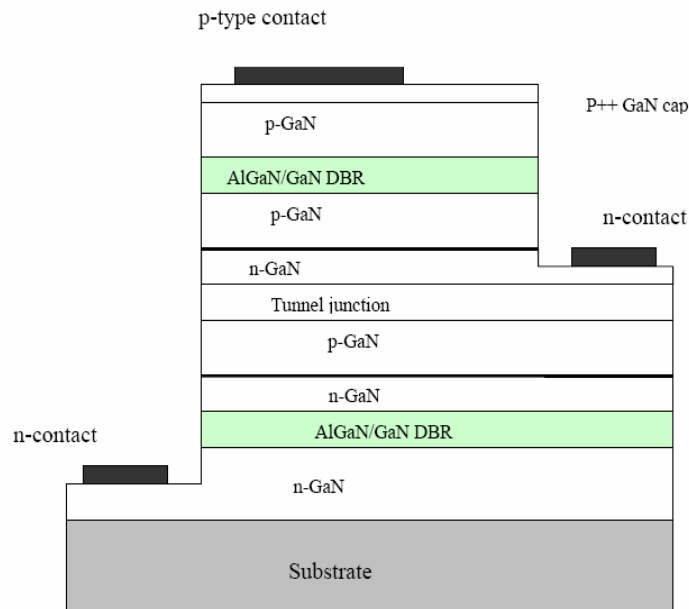 p-type contact
P++ GaN cap
p-GaN
AlGaN/GaN DBR
p-GaN
n-contact
n-GaN
Tunnel junction
p-GaN
n-GaN
AlGaN/GaN DBR
n-contact
n-GaN
Substrate